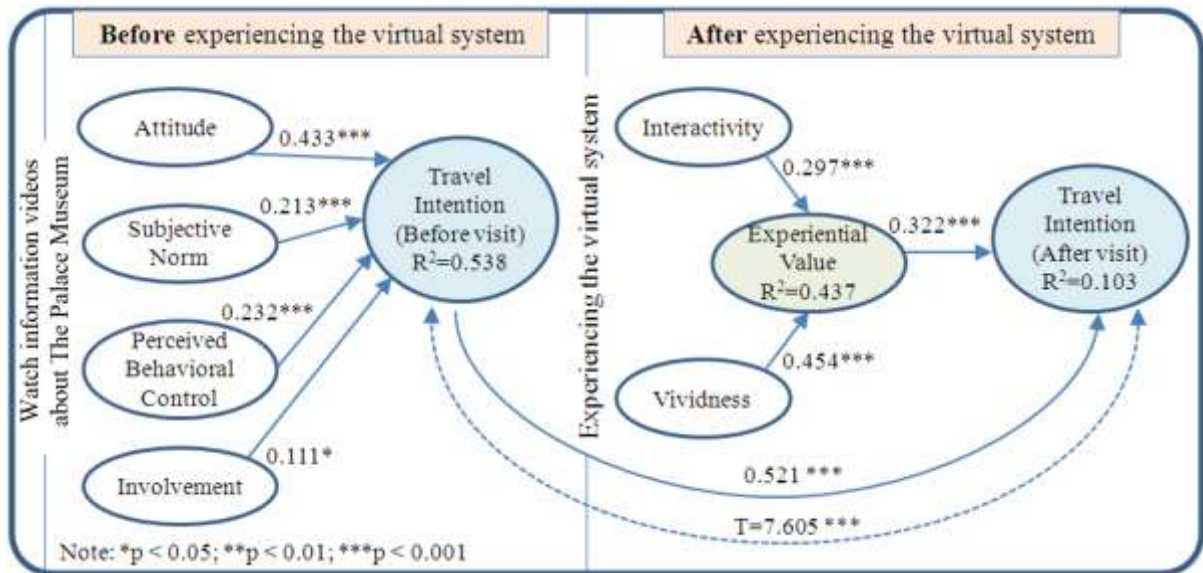 Before experiencing the virtual system
After experiencing the virtual system
Watch information videos
about The Palace Museum
Attitude
0.433***
Subjective
Norm
0.213***
Perceived
Behavioral
Control
0.232***
Involvement
0.111*
Travel
Intention
(Before visit)
R²=0.538
Experiencing the virtual system
Interactivity
0.297***
Experiential
Value
R²=0.437
0.322***
Vividness
0.454***
Travel
Intention
(After visit)
R²=0.103
0.521 ***
T=7.605 ***
Note: *p < 0.05; **p < 0.01; ***p < 0.001